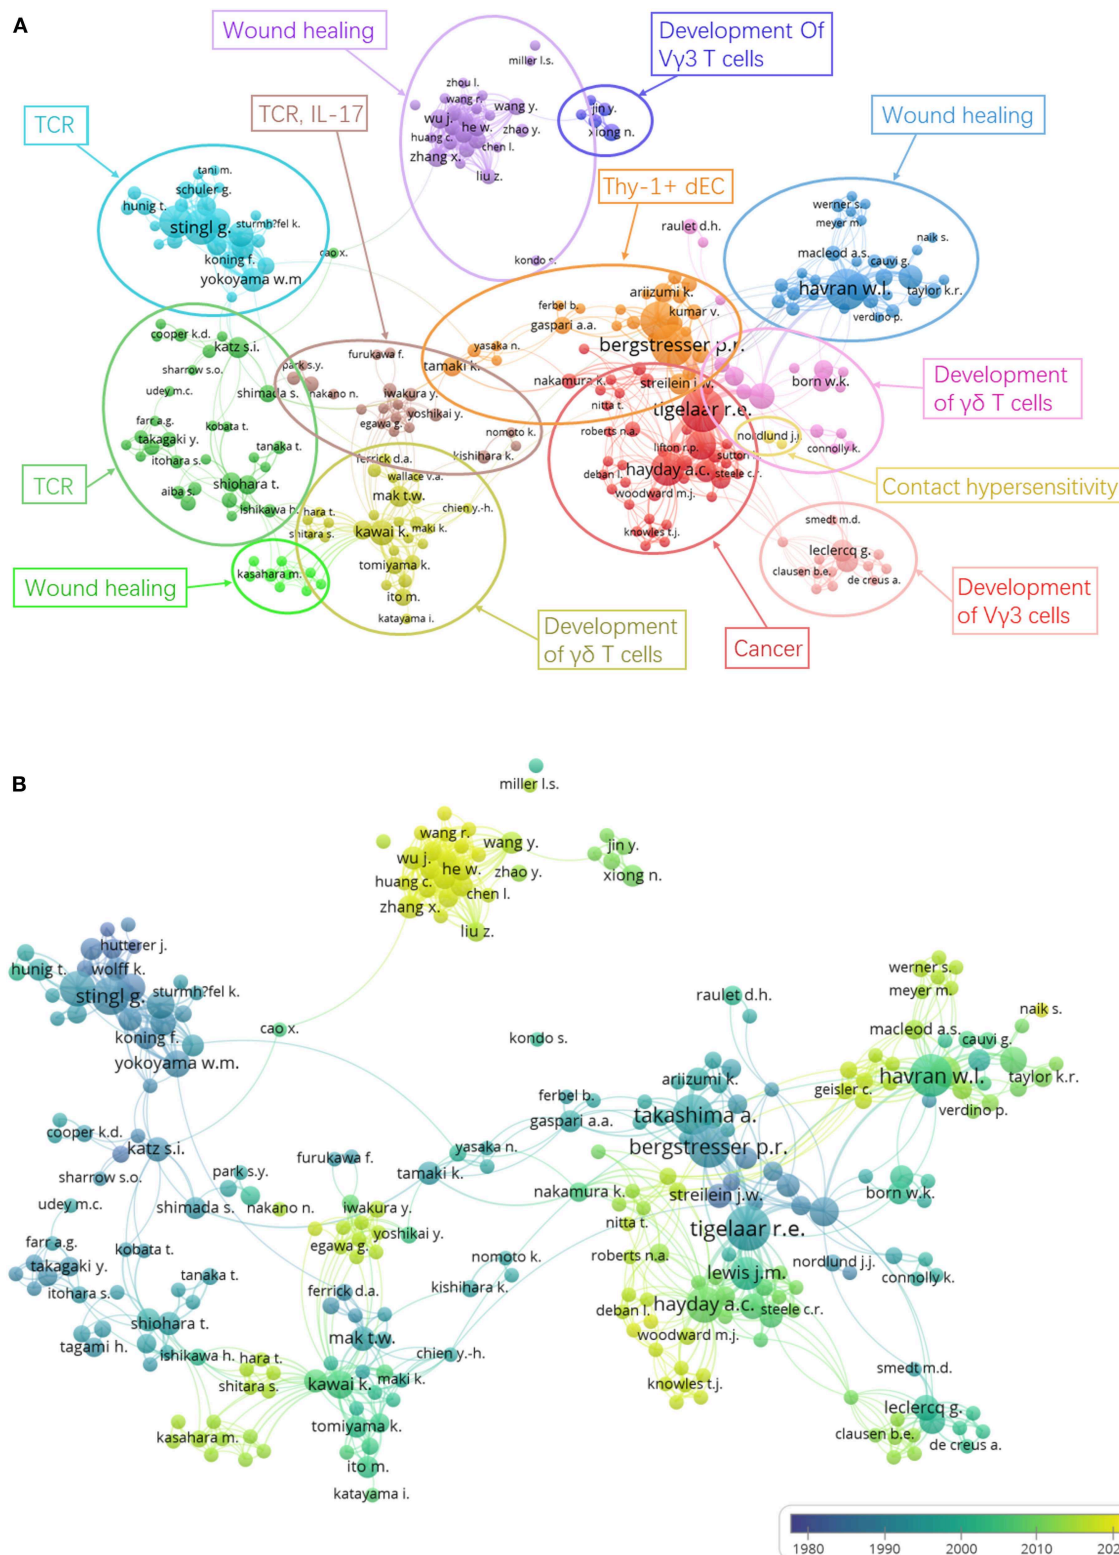 A
Wound healing
Development Of
Vγ3 T cells
miller l.s.
zhou l.
wang r.
wang y.
wu j.
he w.
zhao y.
huang c.
chen l.
zhang x.
liu z.
jin y.
xiong n.
TCR
TCR, IL-17
Wound healing
Thy-1+ dEC
tani m.
schuler g.
hunig t.
stingl g.
sturmh?fel k.
koning f.
yokoyama w.m
cao x.
kondo s.
raulet d.h.
werner s.
meyer m.
naik s.
macleod a.s.
cauvi g.
havran w.l.
taylor k.r.
verdino p.
ariizumi k.
ferbel b.
kumar v.
gaspari a.a.
bergstresser p.r.
yasaka n.
tamaki k.
cooper k.d.
katz s.i.
sharrow s.o.
udey m.c.
shimada s.
farr a.g.
kobata t.
takagaki y.
itohara s.
tanaka t.
aiba s.
shiohara t.
ishikawa h.
park s.y.
furukawa f.
nakano n.
iwakura y.
yoshikai y.
egawa g.
nomoto k.
kishihara k.
nakamura k.
streilein j.w.
nitta t.
tigelaar r.e.
roberts n.a.
lifton r.p.
sutton
deban l.
hayday a.c.
steele c.r.
woodward m.j.
knowles t.j.
born w.k.
nordlund j.j.
connolly k.
Development
of γδ T cells
TCR
Contact hypersensitivity
ferrick d.a.
wallace v.a.
mak t.w.
chien y.-h.
hara t.
shitara s.
kawai k.
maki k.
tomiyama k.
ito m.
katayama i.
kasahara m.
Wound healing
smedt m.d.
leclercq g.
clausen b.e.
de creus a.
Development
of Vγ3 cells
Development
of γδ T cells
Cancer
B
miller l.s.
wang r.
wang y.
wu j.
he w.
zhao y.
huang c.
chen l.
zhang x.
liu z.
jin y.
xiong n.
hutterer j.
hunig t.
wolff k.
stingl g.
sturmh?fel k.
koning f.
yokoyama w.m.
cao x.
kondo s.
raulet d.h.
werner s.
meyer m.
naik s.
macleod a.s.
cauvi g.
havran w.l.
taylor k.r.
geisler c.
verdino p.
ariizumi k.
ferbel b.
takashima a.
gaspari a.a.
bergstresser p.r.
cooper k.d.
katz s.i.
sharrow s.o.
yasaka n.
furukawa f.
park s.y.
tamaki k.
nakamura k.
streilein j.w.
born w.k.
udey m.c.
shimada s.
nakano n.
iwakura y.
nitta t.
tigelaar r.e.
yoshikai y.
egawa g.
farr a.g.
kobata t.
takagaki y.
roberts n.a.
nomoto k.
nordlund j.j.
lewis j.m.
connolly k.
itohara s.
tanaka t.
ferrick d.a.
kishihara k.
deban l.
hayday a.c.
steele c.r.
shiohara t.
tagami h.
mak t.w.
woodward m.j.
ishikawa h.
hara t.
chien y.-h.
smedt m.d.
shitara s.
kawai k.
maki k.
knowles t.j.
leclercq g.
tomiyama k.
kasahara m.
clausen b.e.
de creus a.
ito m.
katayama i.
1980
1990
2000
2010
202